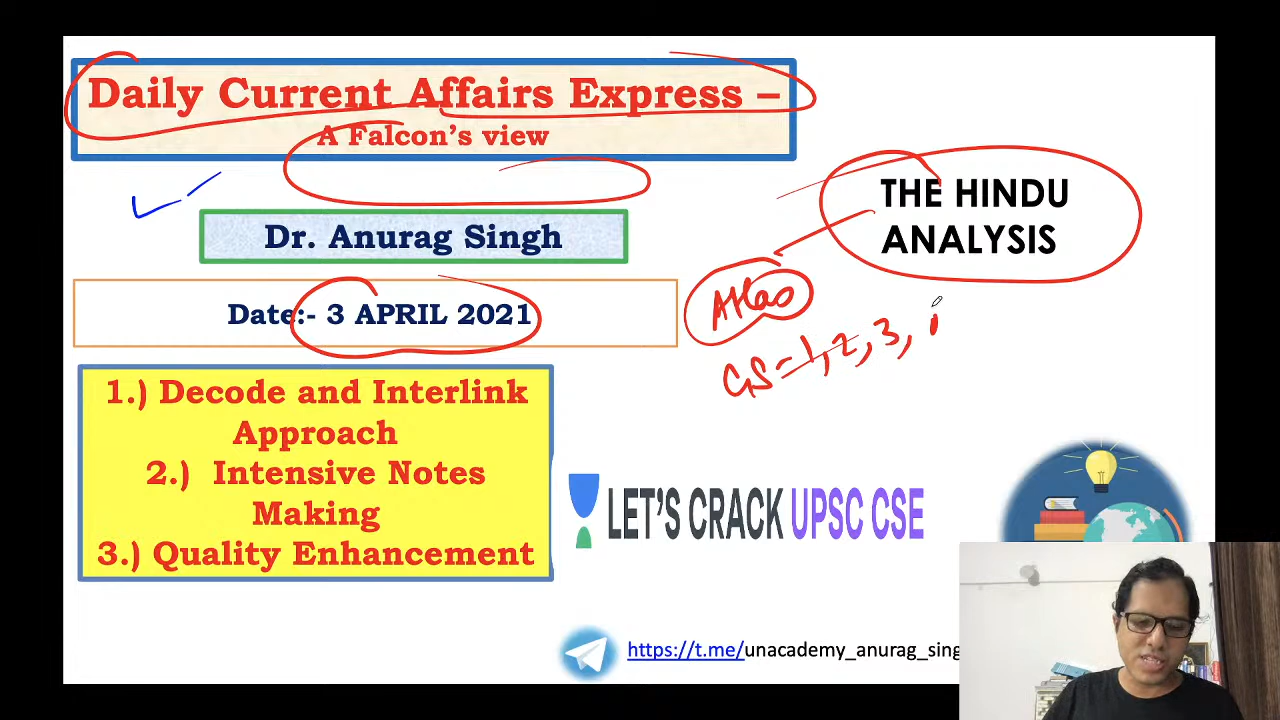 Daily Current Affairs Express –
A Falcon's view
THE HINDU
ANALYSIS
Dr. Anurag Singh
Date:- 3 APRIL 2021
Atlas
GS = 1, 2, 3,
1.) Decode and Interlink
Approach
2.) Intensive Notes
Making
3.) Quality Enhancement
LET'S CRACK UPSC CSE
https://t.me/unacademy_anurag_sing